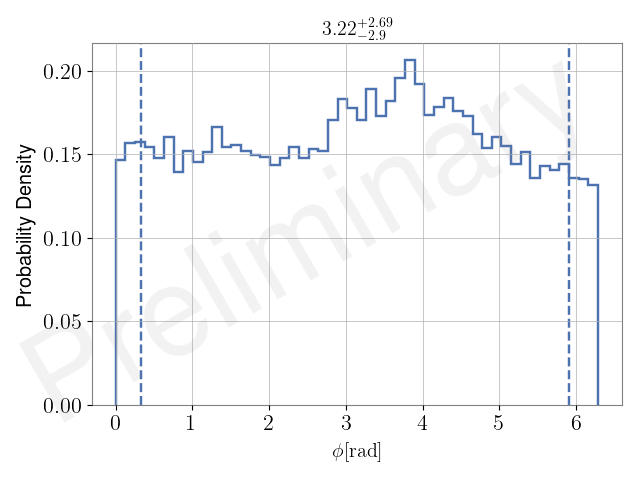 3.22^{+2.69}_{-2.9}
0.20
0.15
0.10
0.05
0.00
Probability Density
Preliminary
0 1 2 3 4 5 6
ϕ[rad]